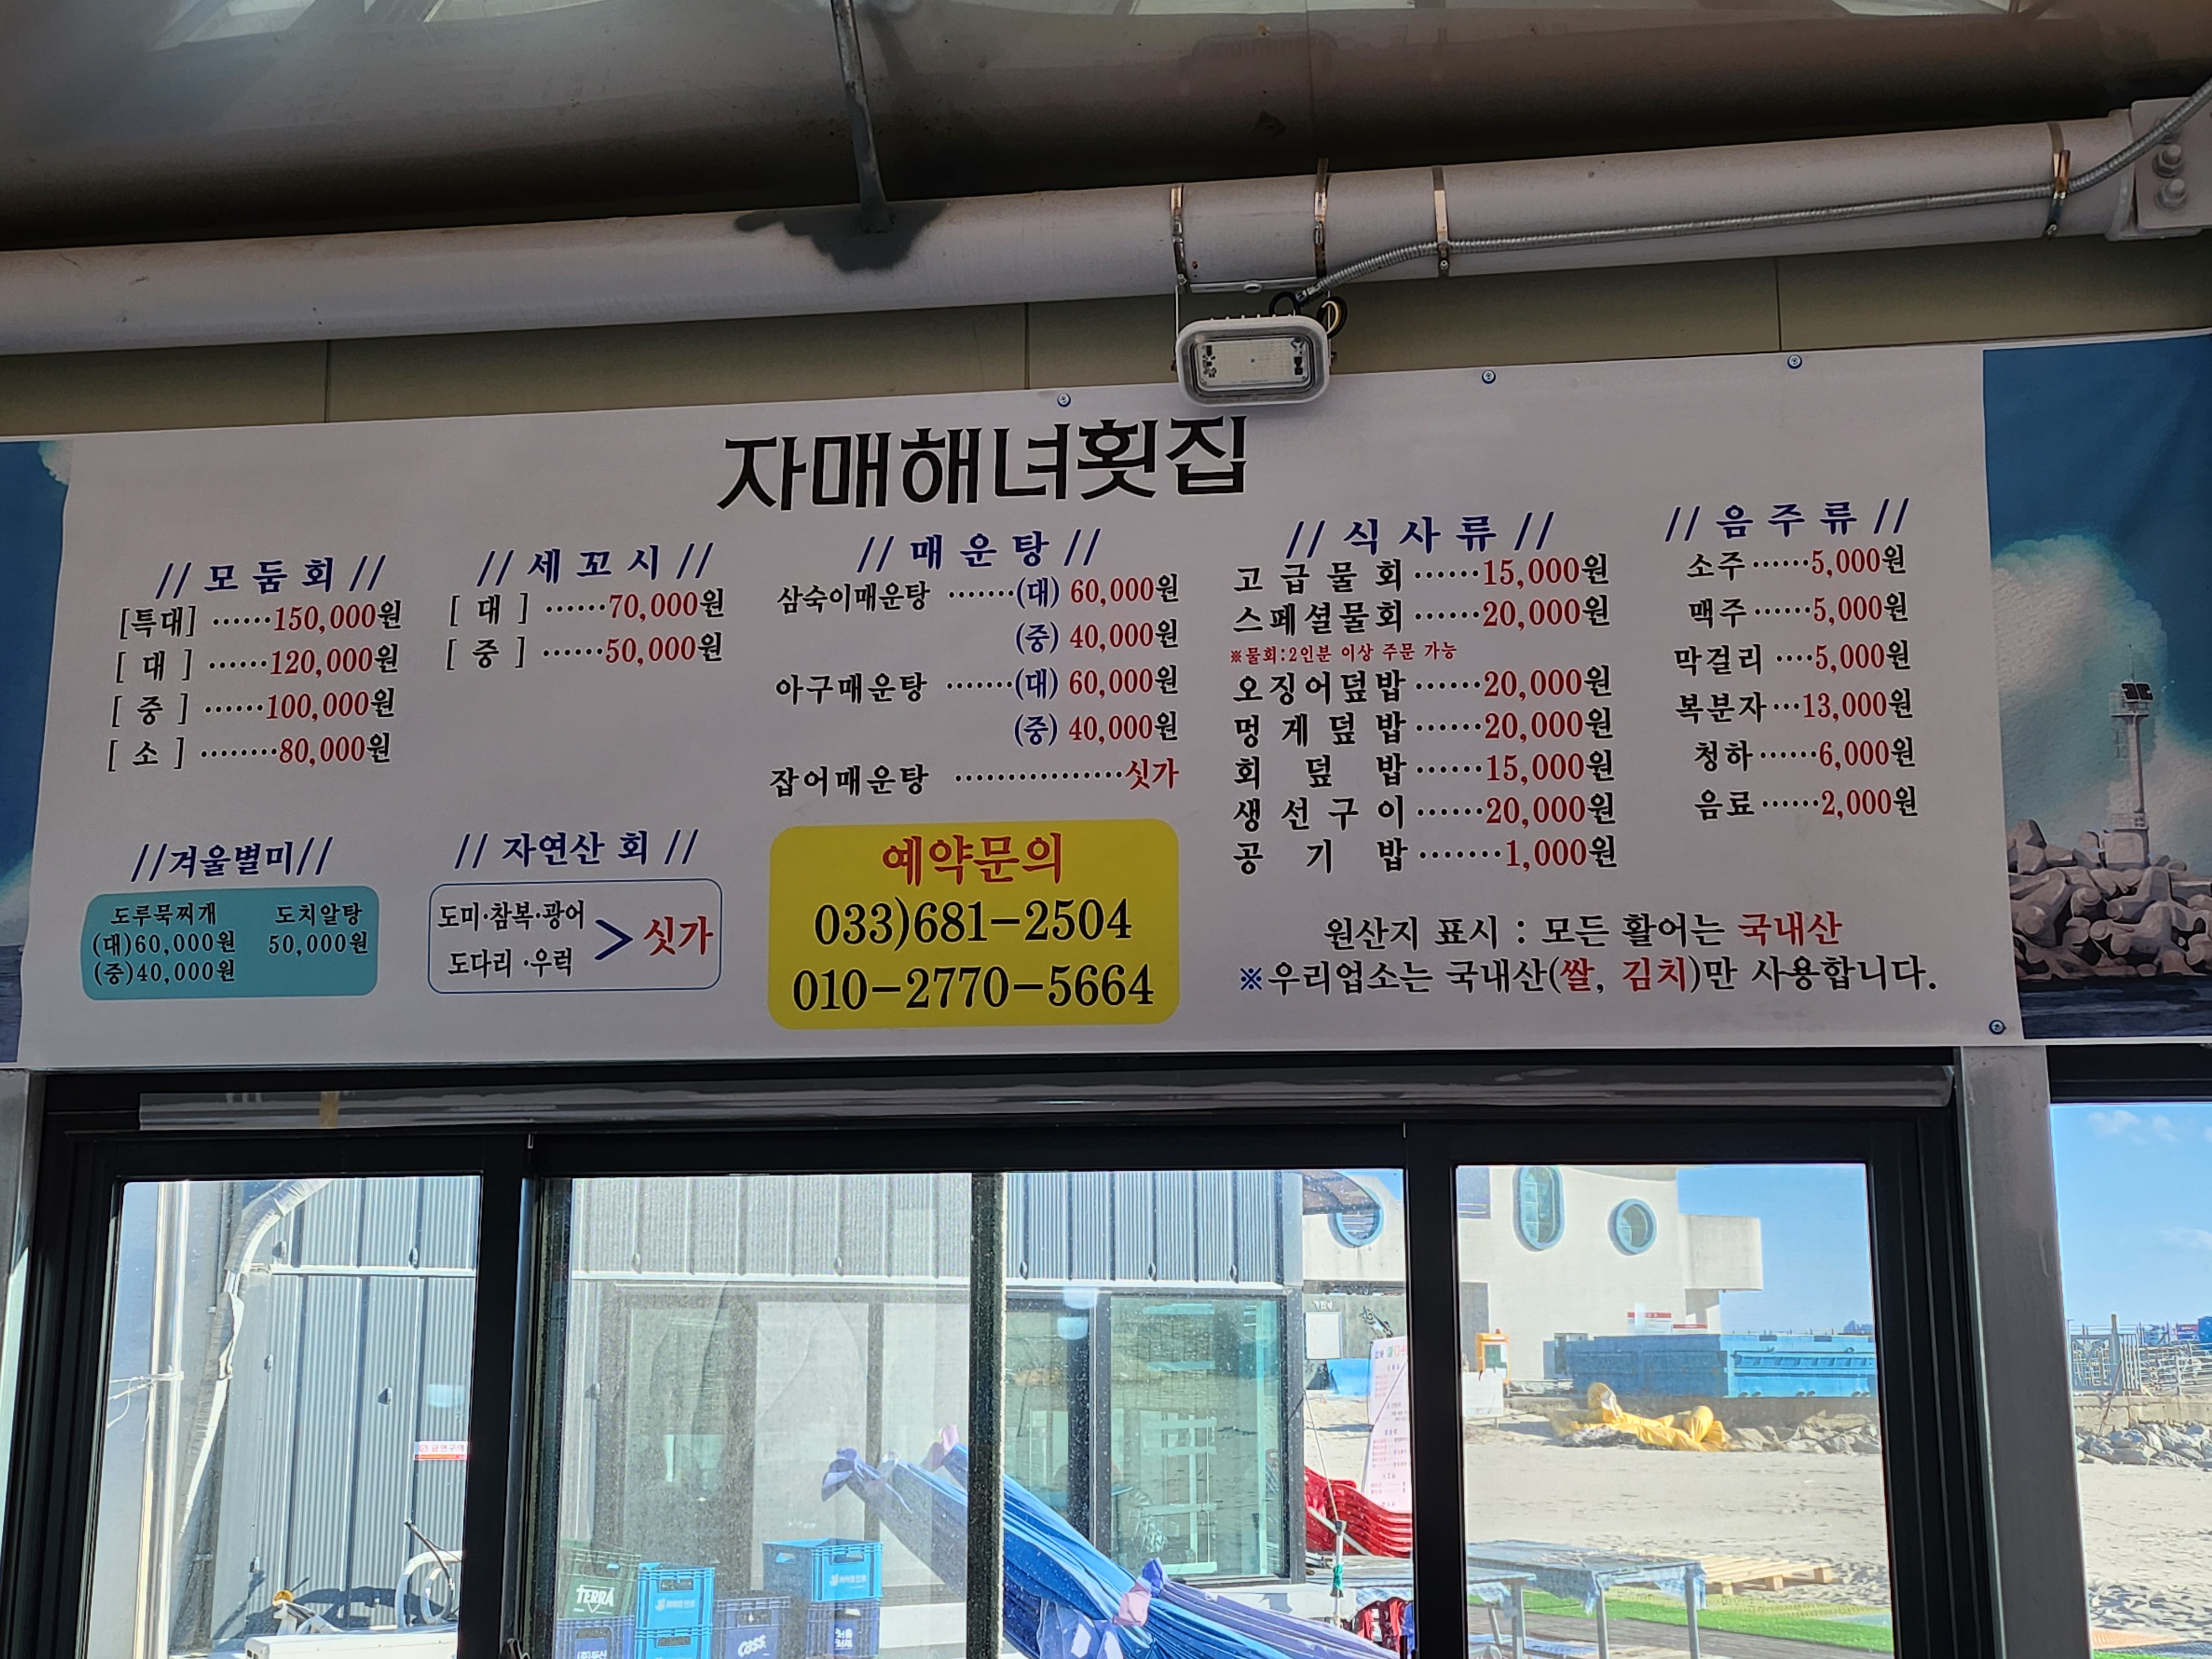 자매해녀횟집
// 모 둠 회 //
[특대] ······150,000원
[ 대 ] ······120,000원
[ 중 ] ······100,000원
[ 소 ] ········80,000원
// 세 꼬 시 //
[ 대 ] ······70,000원
[ 중 ] ······50,000원
// 매 운 탕 //
삼숙이매운탕 ·······(대) 60,000원
(중) 40,000원
아구매운탕 ·······(대) 60,000원
(중) 40,000원
잡어매운탕 ················싯가
// 식 사 류 //
고 급 물 회 ······15,000원
스페셜물회 ······20,000원
※물회:2인분 이상 주문 가능
오징어덮밥 ······20,000원
멍 게 덮 밥 ······20,000원
회 덮 밥 ······15,000원
생 선 구 이 ······20,000원
공 기 밥 ·······1,000원
// 음 주 류 //
소주 ······5,000원
맥주 ······5,000원
막걸리 ····5,000원
복분자 ···13,000원
청하 ······6,000원
음료 ······2,000원
//겨울별미//
도루묵찌개 도치알탕
(대)60,000원 50,000원
(중)40,000원
// 자연산 회 //
도미·참복·광어
도다리 ·우럭 > 싯가
예약문의
033)681-2504
010-2770-5664
원산지 표시 : 모든 활어는 국내산
※우리업소는 국내산(쌀, 김치)만 사용합니다.
TERRA
Cass